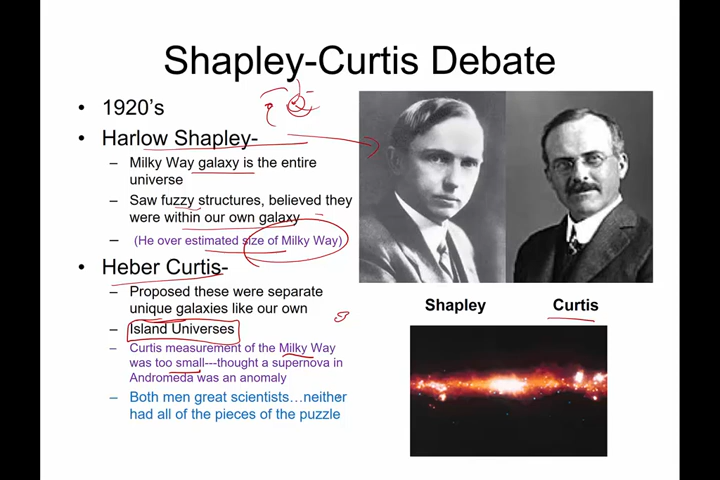 Shapley-Curtis Debate
• 1920's
• Harlow Shapley-
– Milky Way galaxy is the entire
universe
– Saw fuzzy structures, believed they
were within our own galaxy
– (He over estimated size of Milky Way)
• Heber Curtis-
– Proposed these were separate
unique galaxies like our own
– Island Universes
– Curtis measurement of the Milky Way
was too small---thought a supernova in
Andromeda was an anomaly
– Both men great scientists…neither
had all of the pieces of the puzzle
Shapley
Curtis